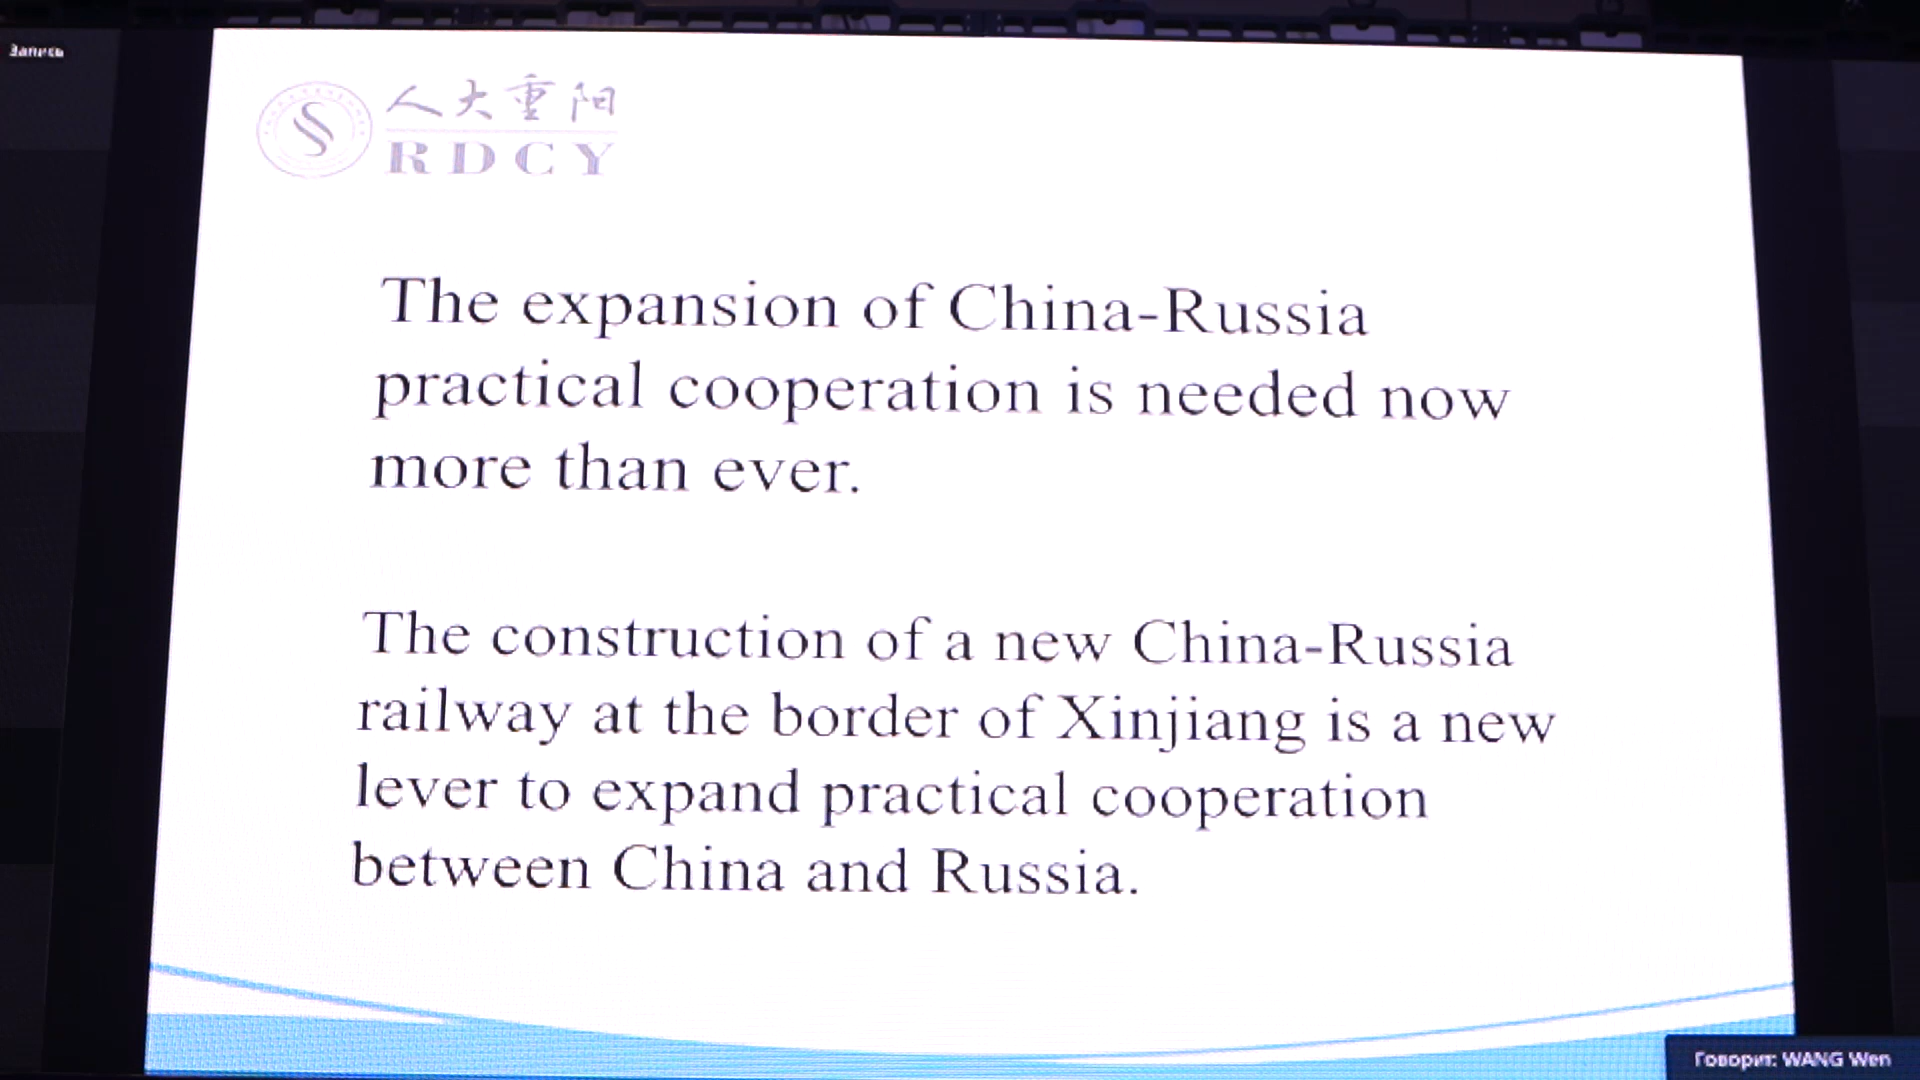 Запись
人大重阳
RDCY
The expansion of China-Russia
practical cooperation is needed now
more than ever.
The construction of a new China-Russia
railway at the border of Xinjiang is a new
lever to expand practical cooperation
between China and Russia.
Говорит: WANG Wen